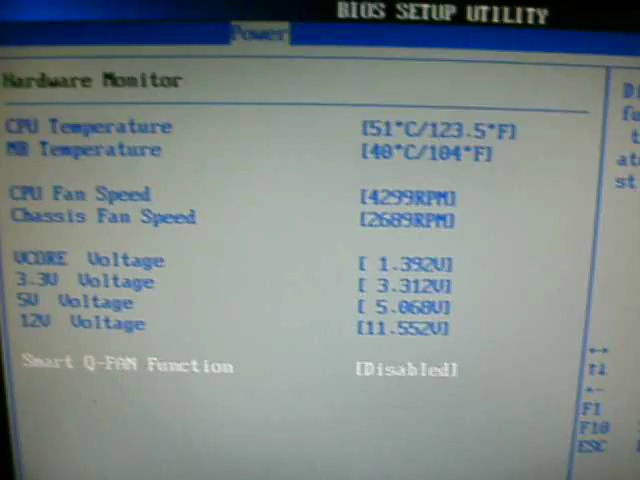 BIOS SETUP UTILITY
Power
Hardware Monitor
CPU Temperature [51°C/123.5°F]
MB Temperature [40°C/104°F]
CPU Fan Speed [4299RPM]
Chassis Fan Speed [2689RPM]
VCORE Voltage [ 1.392V]
3.3V Voltage [ 3.312V]
5V Voltage [ 5.068V]
12V Voltage [11.552V]
Smart Q-FAN Function [Disabled]
↔
↑↓
+-
F1
F10
ESC